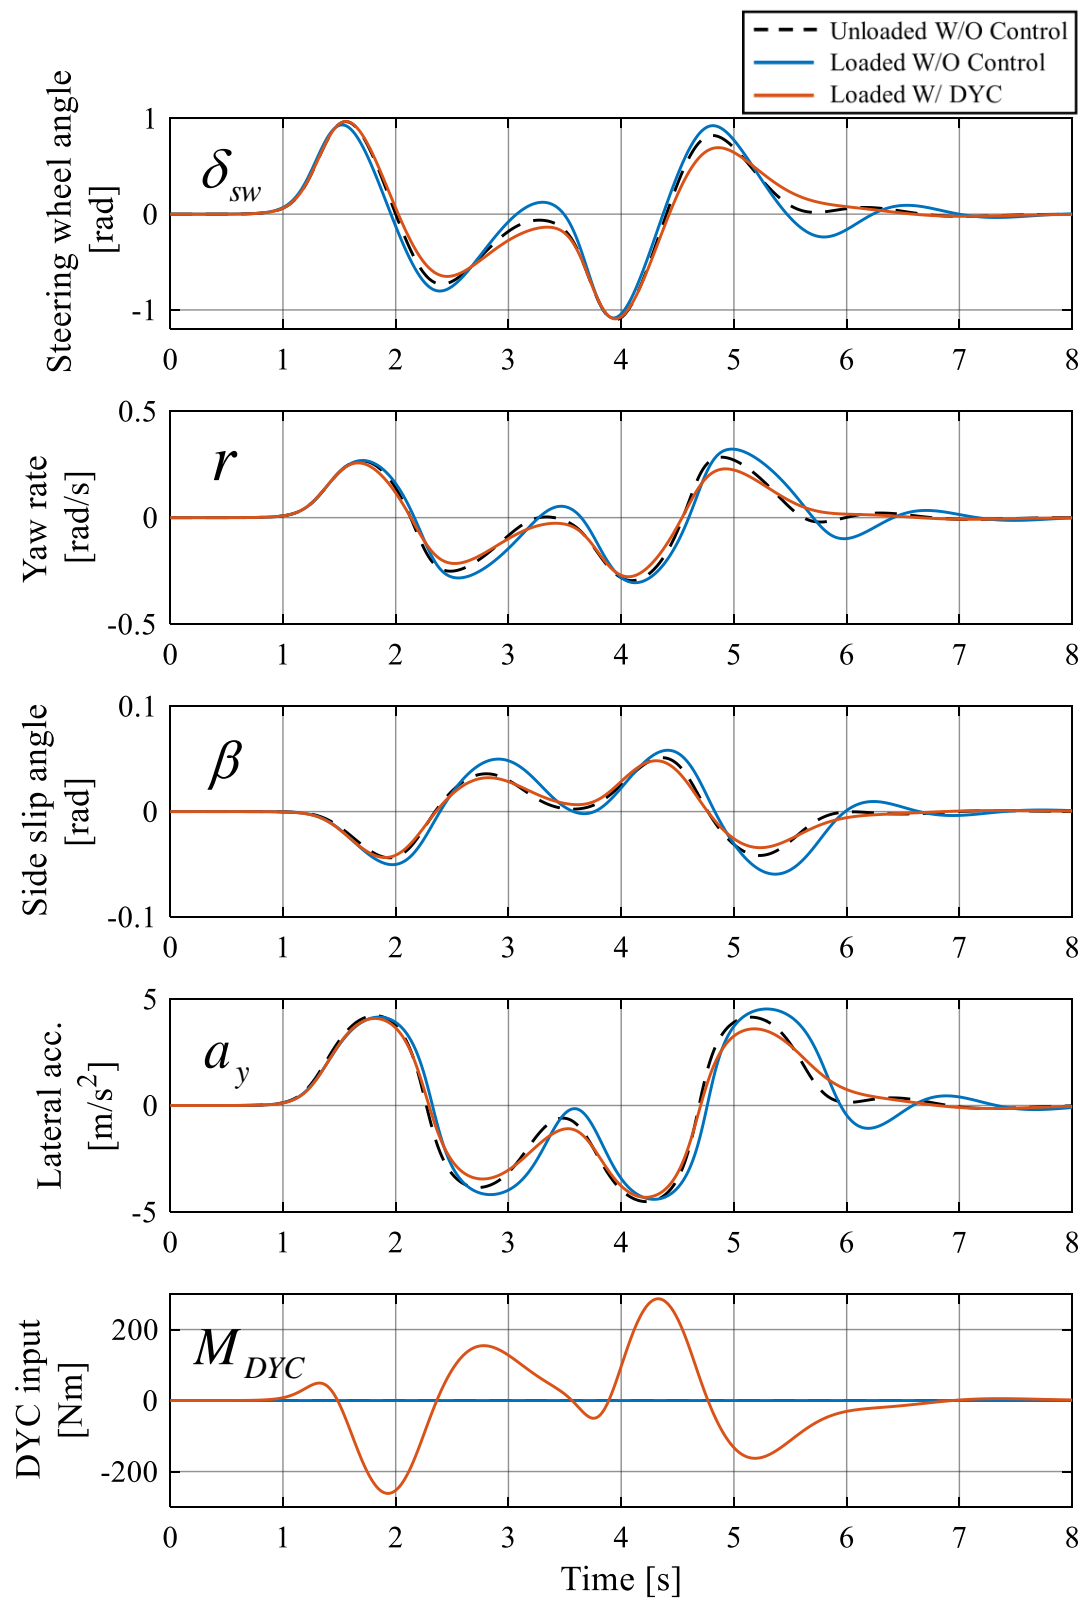 Unloaded W/O Control
Loaded W/O Control
Loaded W/ DYC
Steering wheel angle
[rad]
δsw
1
0
-1
0 1 2 3 4 5 6 7 8
Yaw rate
[rad/s]
r
0.5
0
-0.5
0 1 2 3 4 5 6 7 8
Side slip angle
[rad]
β
0.1
0
-0.1
0 1 2 3 4 5 6 7 8
Lateral acc.
[m/s²]
a y
5
0
-5
0 1 2 3 4 5 6 7 8
DYC input
[Nm]
M DYC
200
0
-200
0 1 2 3 4 5 6 7 8
Time [s]